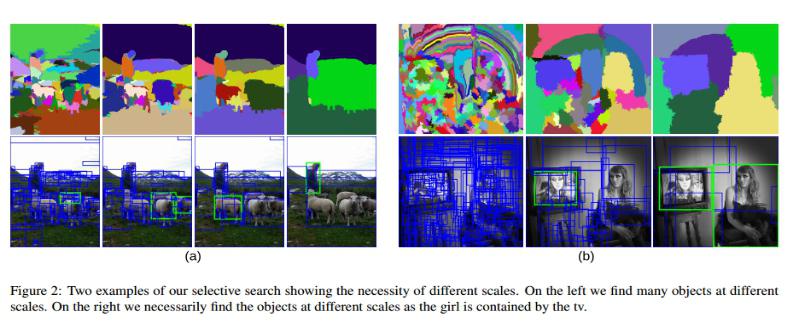 (a)
(b)
Figure 2: Two examples of our selective search showing the necessity of different scales. On the left we find many objects at different
scales. On the right we necessarily find the objects at different scales as the girl is contained by the tv.